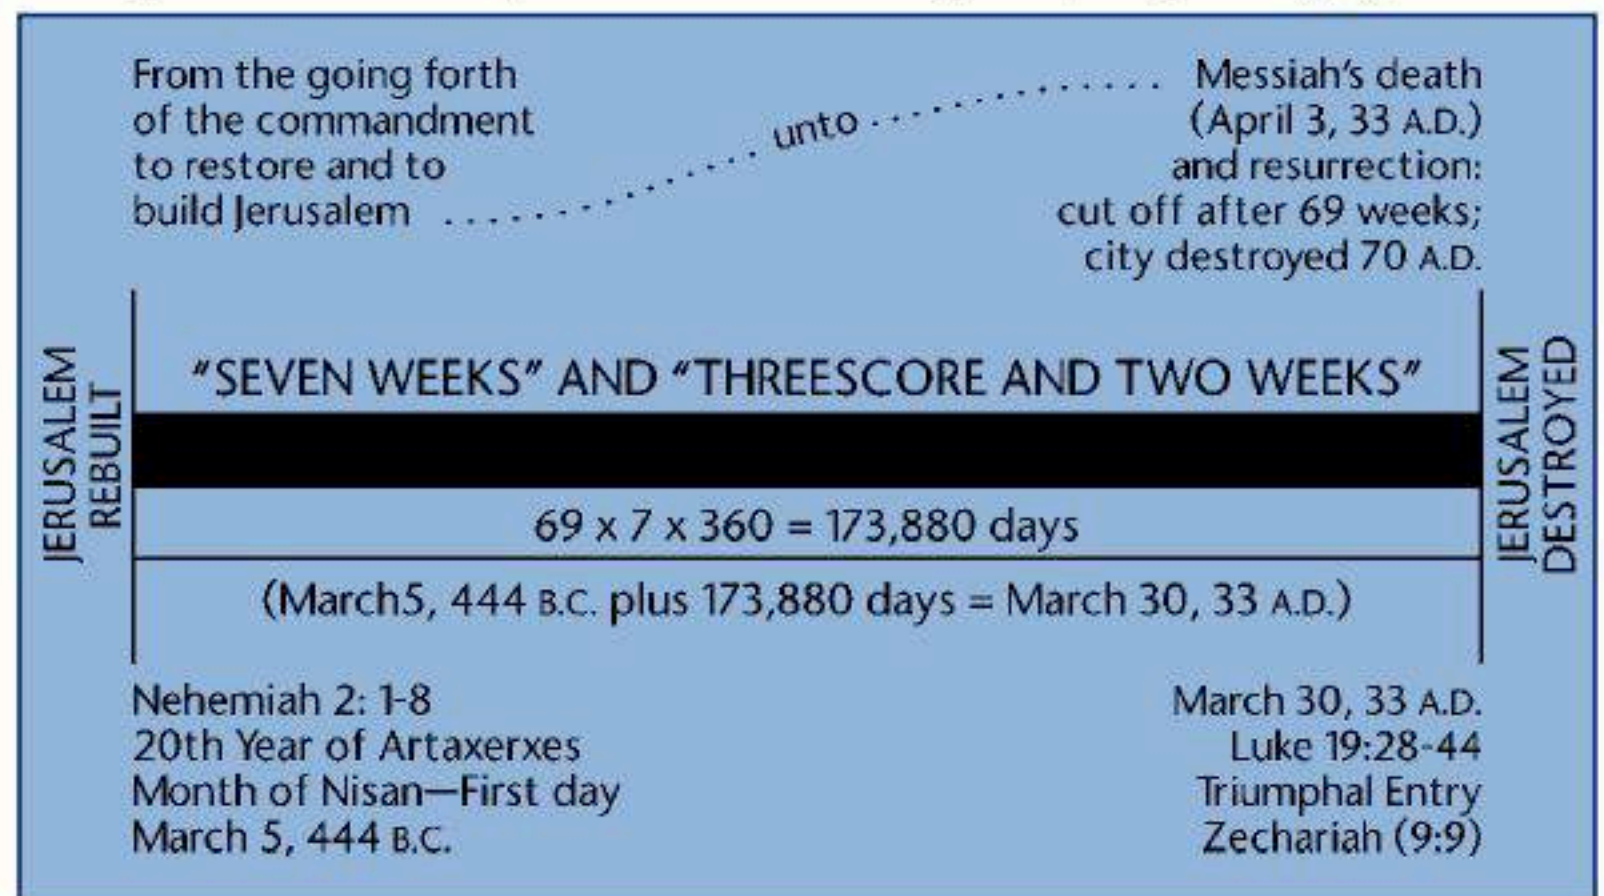 From the going forth
of the commandment
to restore and to
build Jerusalem
unto
Messiah's death
(April 3, 33 A.D.)
and resurrection:
cut off after 69 weeks;
city destroyed 70 A.D.
JERUSALEM
REBUILT
"SEVEN WEEKS" AND "THREESCORE AND TWO WEEKS"
69 x 7 x 360 = 173,880 days
(March5, 444 B.C. plus 173,880 days = March 30, 33 A.D.)
JERUSALEM
DESTROYED
Nehemiah 2: 1-8
20th Year of Artaxerxes
Month of Nisan—First day
March 5, 444 B.C.
March 30, 33 A.D.
Luke 19:28-44
Triumphal Entry
Zechariah (9:9)